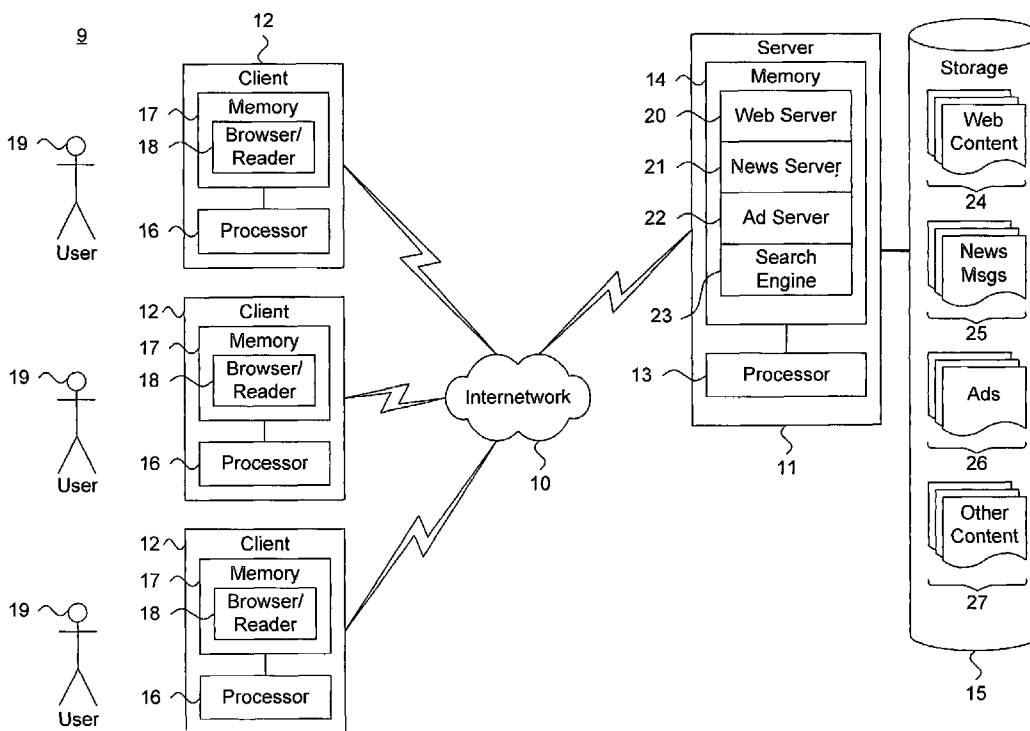 9
12
Client
17
Memory
18
Browser/
Reader
16
Processor
19
User
12
Client
17
Memory
18
Browser/
Reader
16
Processor
19
User
12
Client
17
Memory
18
Browser/
Reader
16
Processor
19
User
Internetwork
10
Server
14
Memory
20
Web Server
21
News Server
22
Ad Server
Search
Engine
23
13
Processor
11
Storage
Web
Content
24
News
Msgs
25
Ads
26
Other
Content
27
15